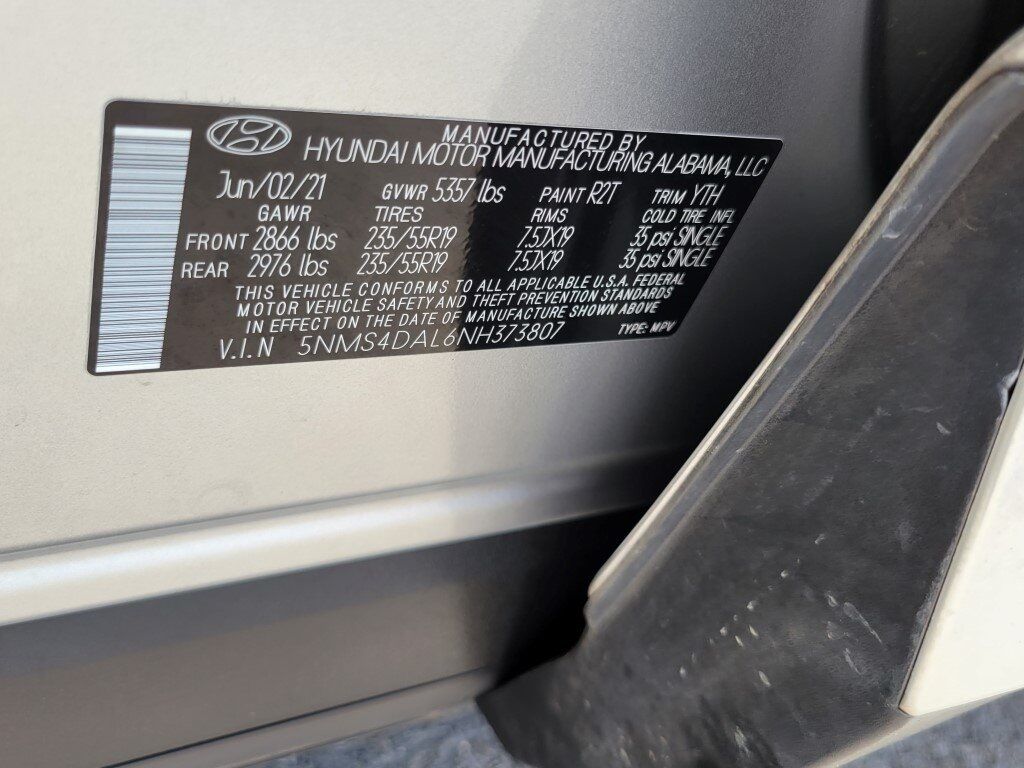 MANUFACTURED BY
HYUNDAI MOTOR MANUFACTURING ALABAMA, LLC
Jun/02/21 GVWR 5357 lbs PAINT R2T TRIM YTH
GAWR TIRES RIMS COLD TIRE INFL
FRONT 2866 lbs 235/55R19 7.5JX19 35 psi SINGLE
REAR 2976 lbs 235/55R19 7.5JX19 35 psi SINGLE
THIS VEHICLE CONFORMS TO ALL APPLICABLE U.S.A. FEDERAL
MOTOR VEHICLE SAFETY AND THEFT PREVENTION STANDARDS
IN EFFECT ON THE DATE OF MANUFACTURE SHOWN ABOVE
V.I.N 5NMS4DAL6NH373807 TYPE: MPV